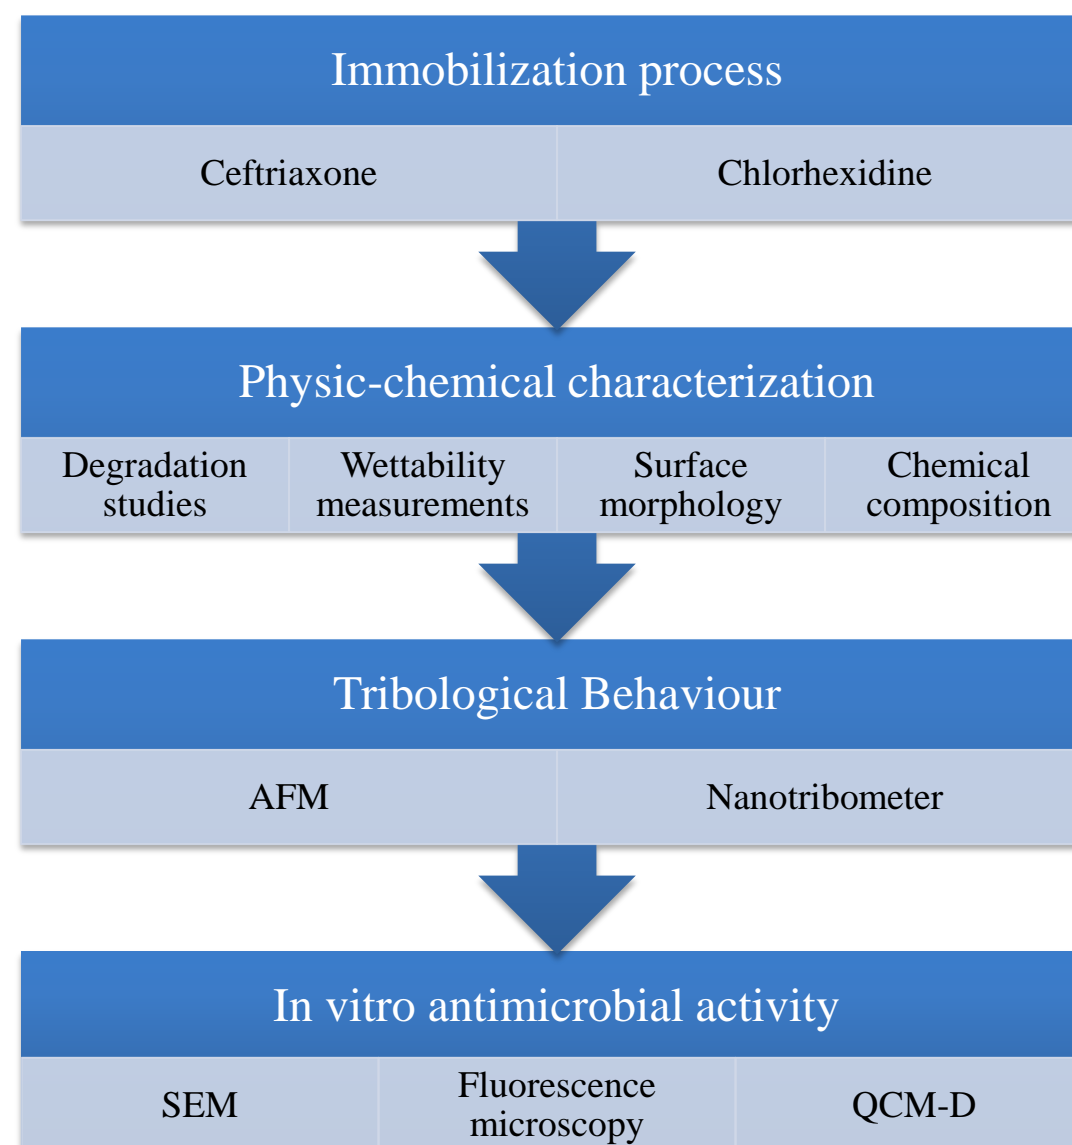 Immobilization process
Ceftriaxone Chlorhexidine
Physic-chemical characterization
Degradation Wettability Surface Chemical
studies measurements morphology composition
Tribological Behaviour
AFM Nanotribometer
In vitro antimicrobial activity
SEM Fluorescence QCM-D
microscopy